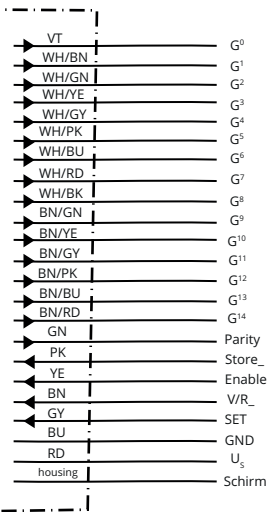 VT G⁰
WH/BN G¹
WH/GN G²
WH/YE G³
WH/GY G⁴
WH/PK G⁵
WH/BU G⁶
WH/RD G⁷
WH/BK G⁸
BN/GN G⁹
BN/YE G¹⁰
BN/GY G¹¹
BN/PK G¹²
BN/BU G¹³
BN/RD G¹⁴
GN Parity
PK Store_
YE Enable
BN V/R_
GY SET
BU GND
RD Uₛ
housing Schirm